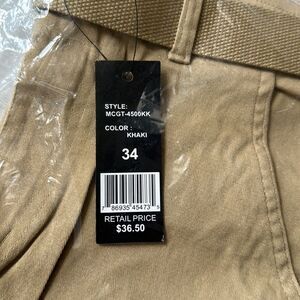 STYLE:
MCGT-4500KK
COLOR :
KHAKI
34
7 86935 45473 5
RETAIL PRICE
$36.50